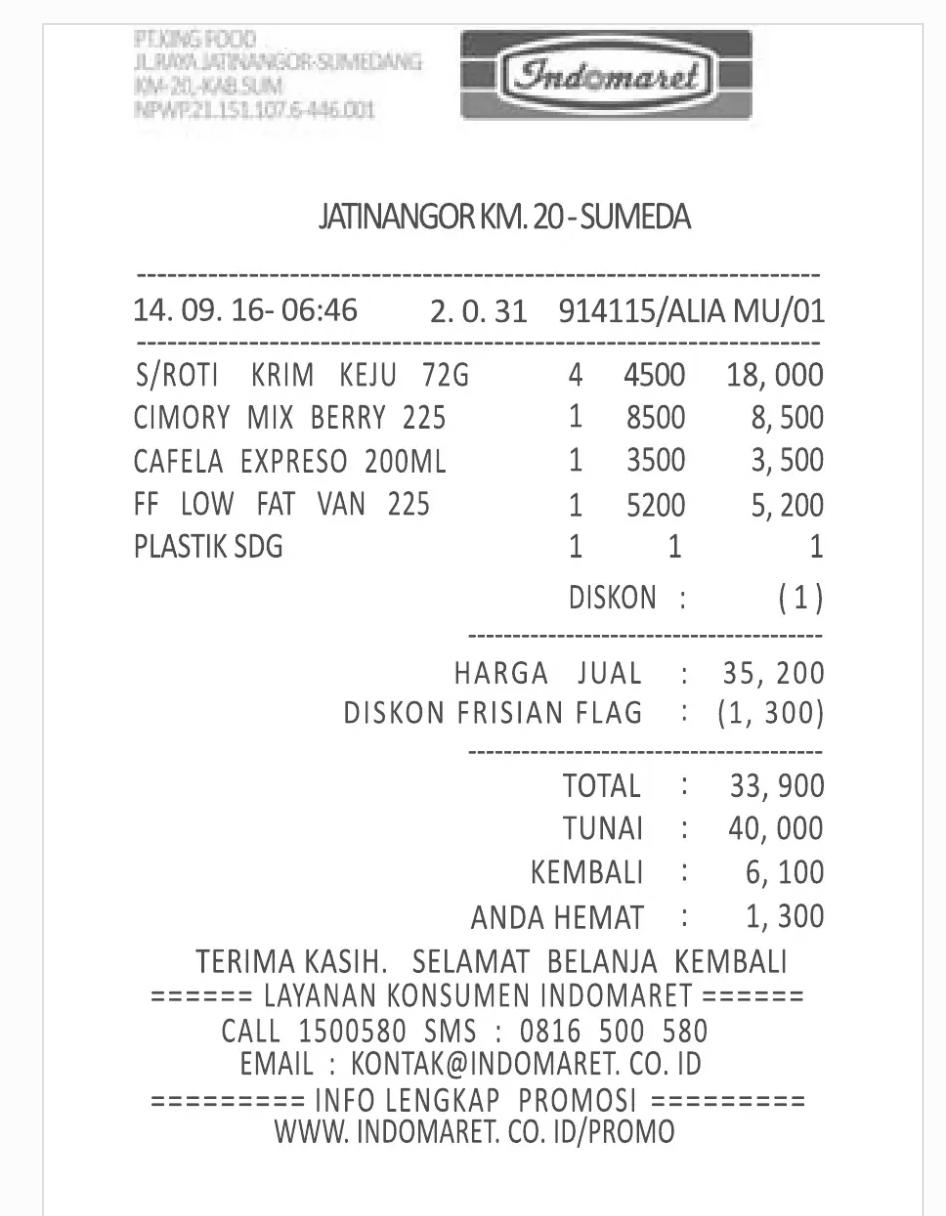 PT.KING FOOD
JL.RAYA JATINANGOR-SUMEDANG
KM-20,-KAB.SUM
NPWP.21.151.107.6-446.001
Indomaret
JATINANGOR KM. 20 - SUMEDA
--------------------------------------------------------------------
14. 09. 16- 06:46 2. 0. 31 914115/ALIA MU/01
--------------------------------------------------------------------
S/ROTI KRIM KEJU 72G 4 4500 18, 000
CIMORY MIX BERRY 225 1 8500 8, 500
CAFELA EXPRESO 200ML 1 3500 3, 500
FF LOW FAT VAN 225 1 5200 5, 200
PLASTIK SDG 1 1 1
DISKON : ( 1 )
----------------------------------------
HARGA JUAL : 35, 200
DISKON FRISIAN FLAG : (1, 300)
----------------------------------------
TOTAL : 33, 900
TUNAI : 40, 000
KEMBALI : 6, 100
ANDA HEMAT : 1, 300
TERIMA KASIH. SELAMAT BELANJA KEMBALI
====== LAYANAN KONSUMEN INDOMARET ======
CALL 1500580 SMS : 0816 500 580
EMAIL : KONTAK@INDOMARET. CO. ID
========= INFO LENGKAP PROMOSI =========
WWW. INDOMARET. CO. ID/PROMO